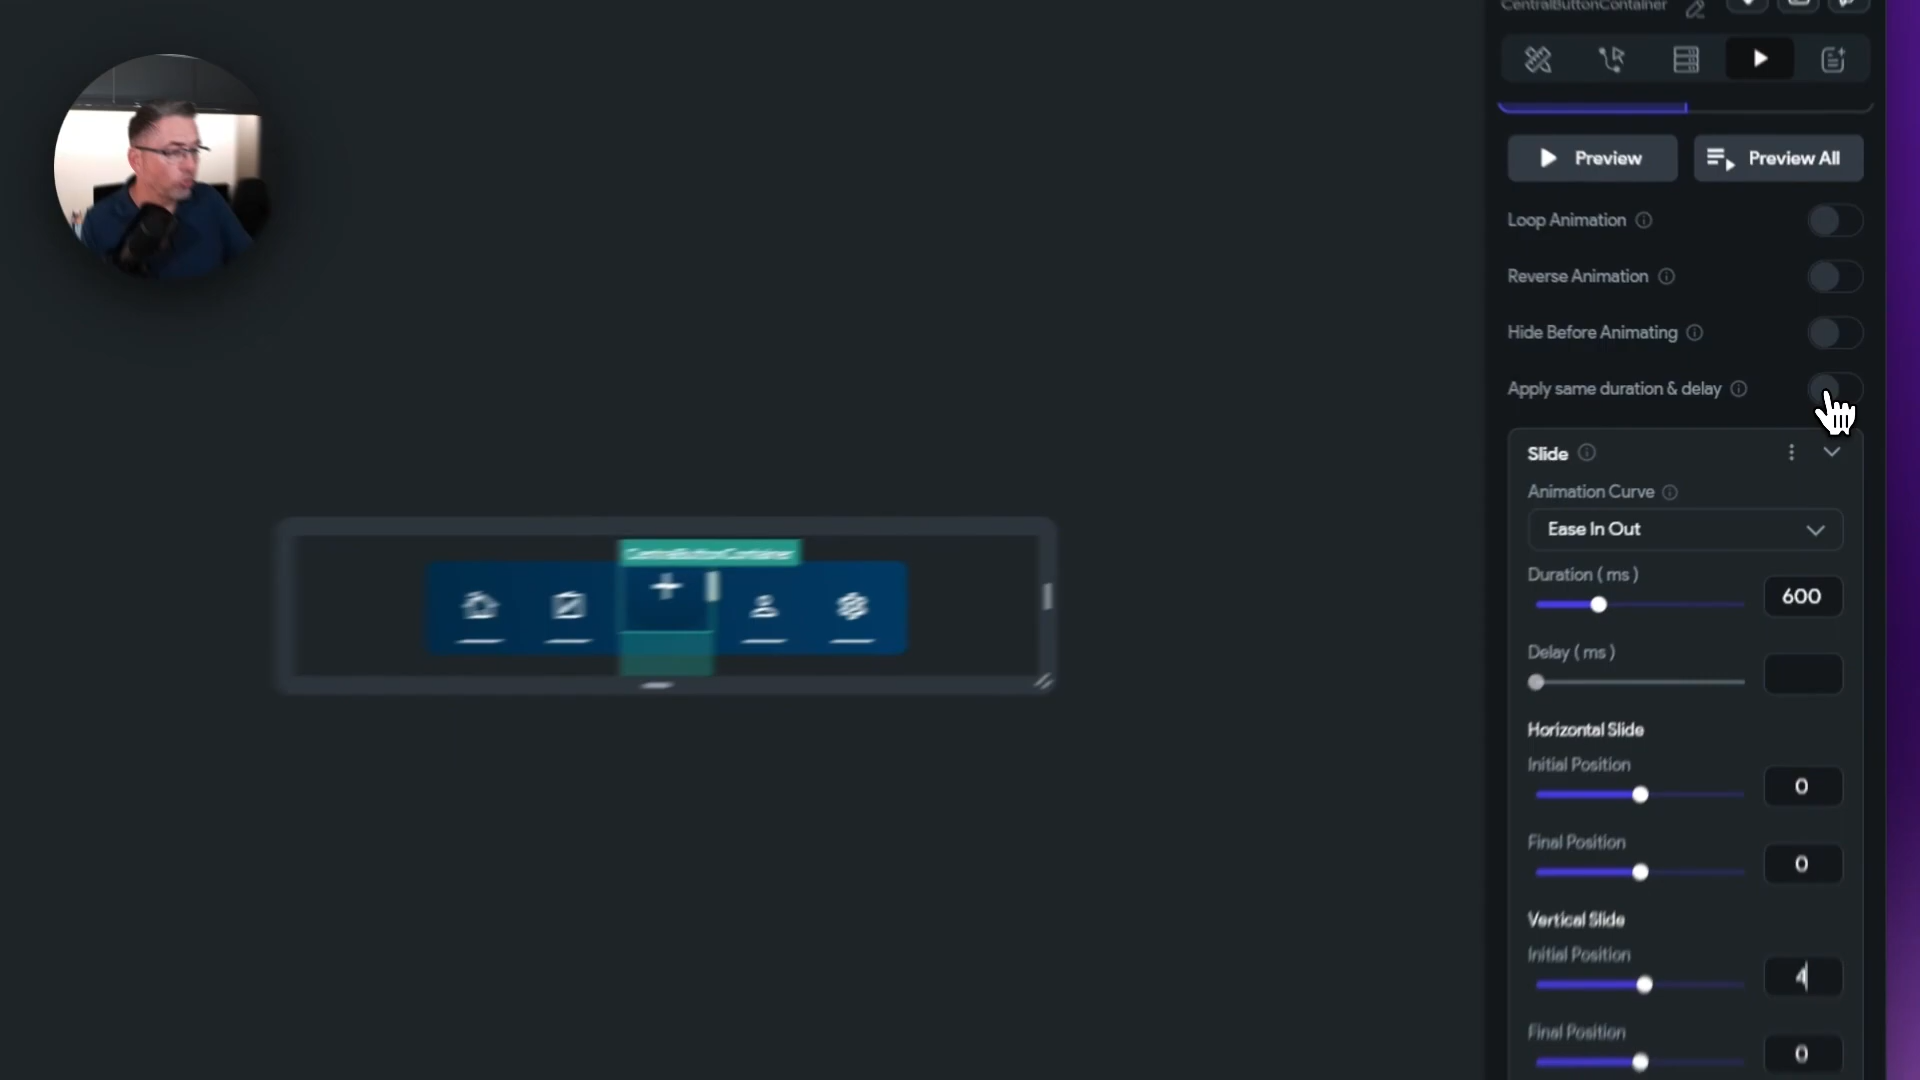 CentralButtonContainer
Preview
Preview All
Loop Animation
Reverse Animation
Hide Before Animating
Apply same duration & delay
Slide
Animation Curve
Ease In Out
Duration ( ms )
600
Delay ( ms )
Horizontal Slide
Initial Position
0
Final Position
0
Vertical Slide
Initial Position
4
Final Position
0
CentralButtonContainer